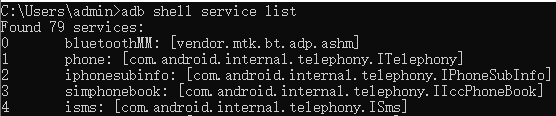 C:\Users\admin>adb shell service list
Found 79 services:
0 bluetoothMM: [vendor.mtk.bt.adp.ashm]
1 phone: [com.android.internal.telephony.ITelephony]
2 iphonesubinfo: [com.android.internal.telephony.IPhoneSubInfo]
3 simphonebook: [com.android.internal.telephony.IIccPhoneBook]
4 isms: [com.android.internal.telephony.ISms]